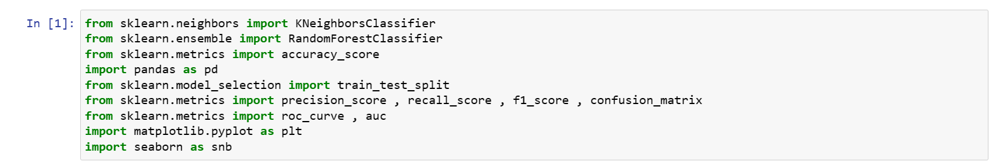 In [1]: from sklearn.neighbors import KNeighborsClassifier
from sklearn.ensemble import RandomForestClassifier
from sklearn.metrics import accuracy_score
import pandas as pd
from sklearn.model_selection import train_test_split
from sklearn.metrics import precision_score , recall_score , f1_score , confusion_matrix
from sklearn.metrics import roc_curve , auc
import matplotlib.pyplot as plt
import seaborn as snb